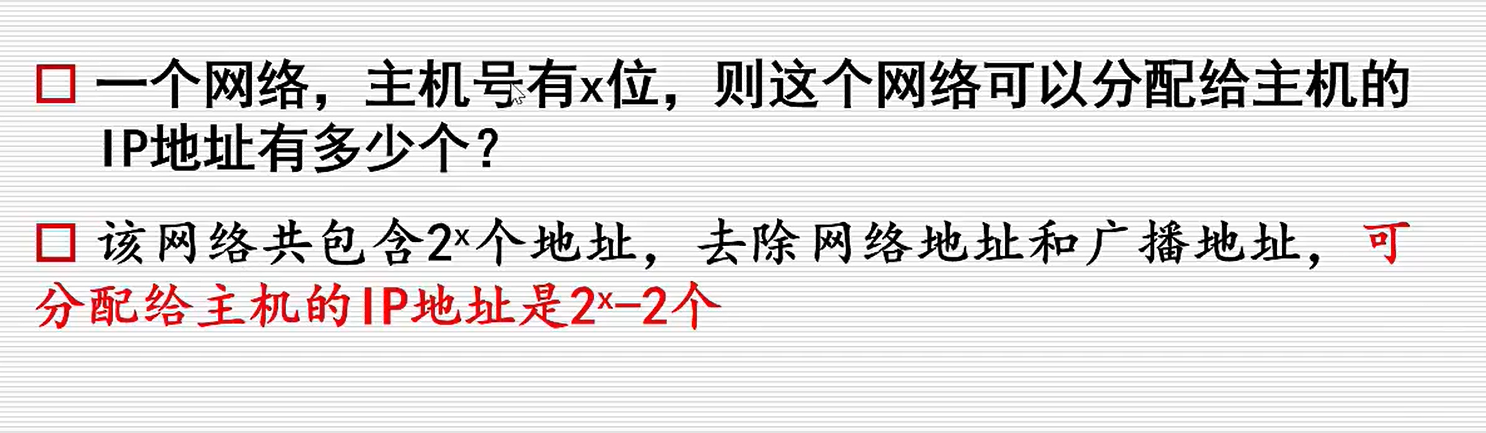 一个网络，主机号有x位，则这个网络可以分配给主机的
IP地址有多少个？
该网络共包含2ˣ个地址，去除网络地址和广播地址，可
分配给主机的IP地址是2ˣ-2个